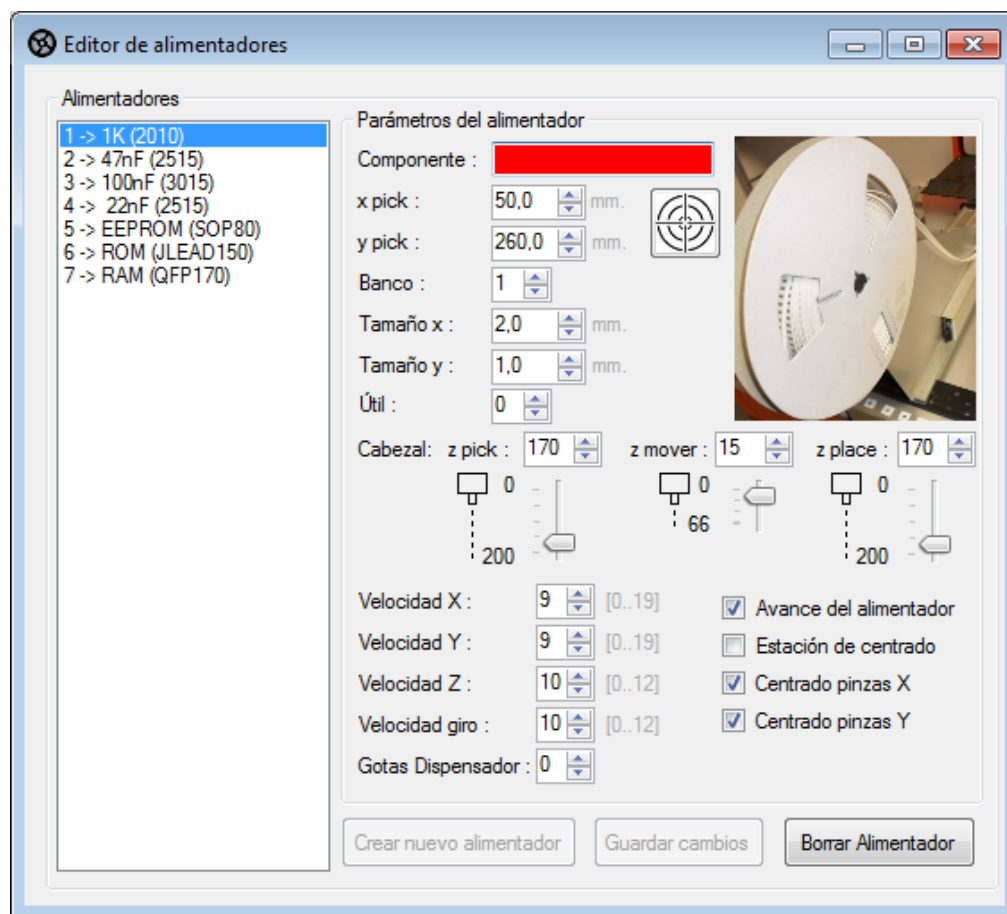 Editor de alimentadores
Alimentadores
1 -> 1K (2010)
2 -> 47nF (2515)
3 -> 100nF (3015)
4 -> 22nF (2515)
5 -> EEPROM (SOP80)
6 -> ROM (JLEAD150)
7 -> RAM (QFP170)
Parámetros del alimentador
Componente :
x pick : 50,0 mm.
y pick : 260,0 mm.
Banco : 1
Tamaño x : 2,0 mm.
Tamaño y : 1,0 mm.
Útil : 0
Cabezal: z pick : 170 z mover : 15 z place : 170
0 0 0
66
200 200
Velocidad X : 9 [0..19]
Velocidad Y : 9 [0..19]
Velocidad Z : 10 [0..12]
Velocidad giro : 10 [0..12]
Gotas Dispensador : 0
Avance del alimentador
Estación de centrado
Centrado pinzas X
Centrado pinzas Y
Crear nuevo alimentador Guardar cambios Borrar Alimentador